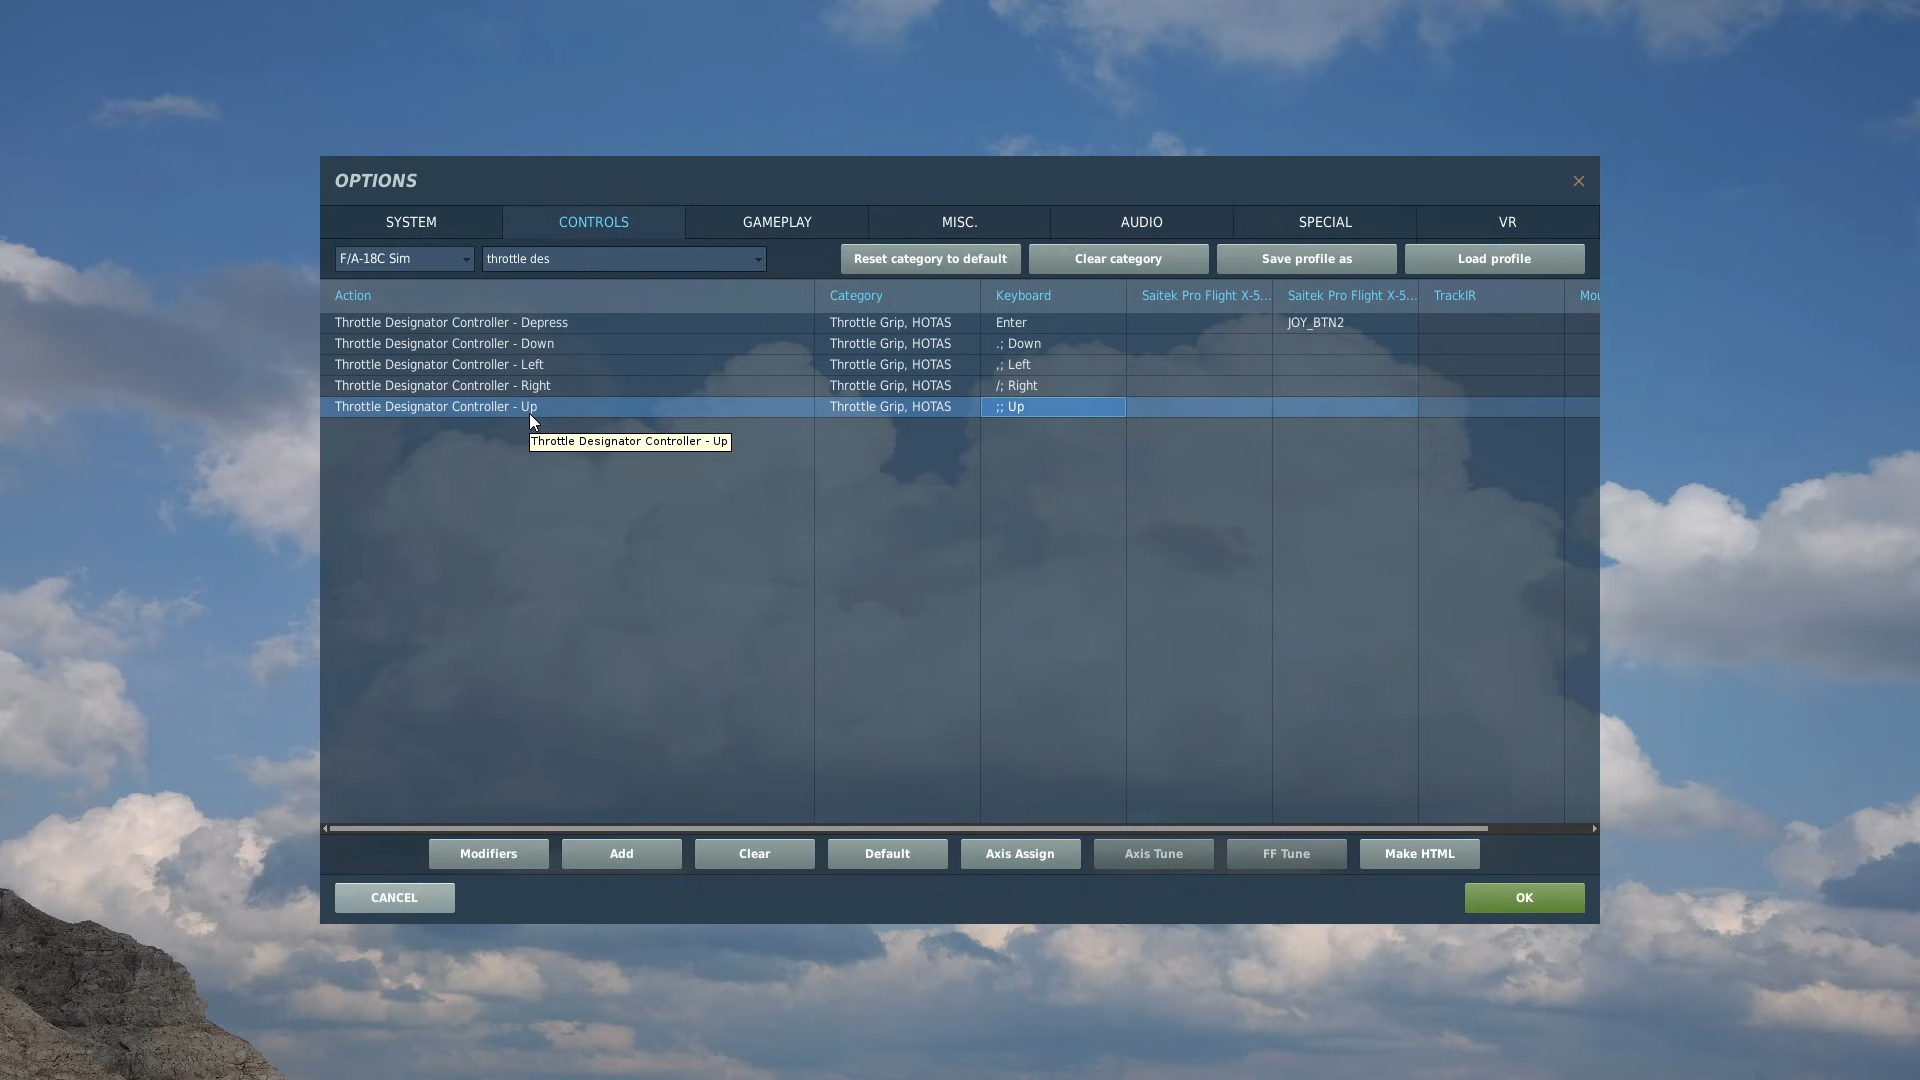 OPTIONS
SYSTEM CONTROLS GAMEPLAY MISC. AUDIO SPECIAL VR
F/A-18C Sim throttle des Reset category to default Clear category Save profile as Load profile
Action Category Keyboard Saitek Pro Flight X-5... Saitek Pro Flight X-5... TrackIR Mou
Throttle Designator Controller - Depress Throttle Grip, HOTAS Enter JOY_BTN2
Throttle Designator Controller - Down Throttle Grip, HOTAS .; Down
Throttle Designator Controller - Left Throttle Grip, HOTAS ,; Left
Throttle Designator Controller - Right Throttle Grip, HOTAS /; Right
Throttle Designator Controller - Up Throttle Grip, HOTAS ;; Up
Throttle Designator Controller - Up
Modifiers Add Clear Default Axis Assign Axis Tune FF Tune Make HTML
CANCEL OK